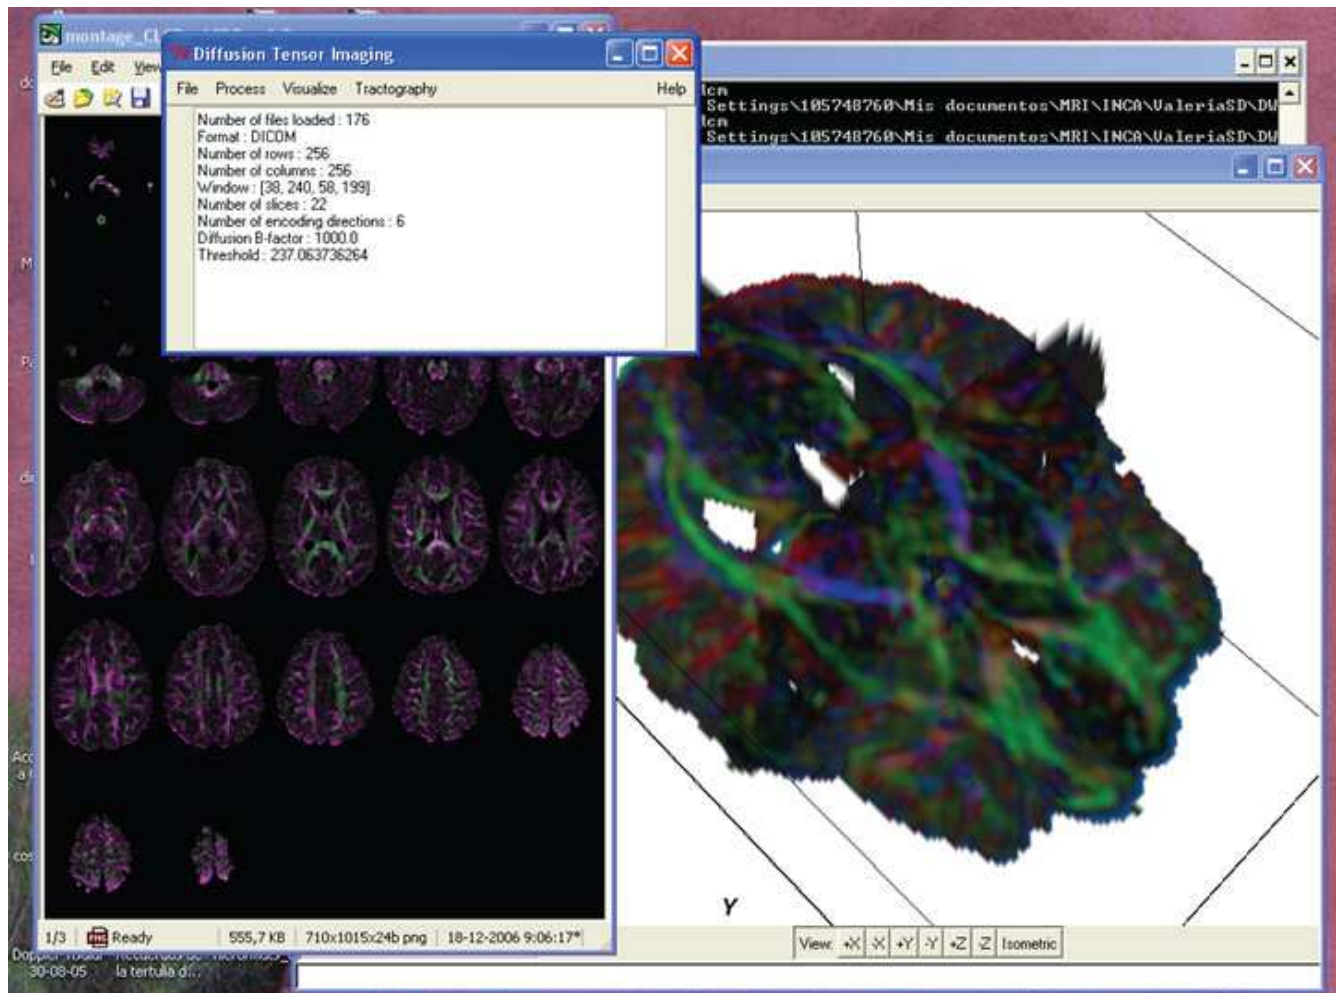 montage_CL
File Edit View
Diffusion Tensor Imaging
File Process Visualize Tractography Help
Number of files loaded : 176
Format : DICOM
Number of rows : 256
Number of columns : 256
Window : [38, 240, 58, 199]
Number of slices : 22
Number of encoding directions : 6
Diffusion B-factor : 1000.0
Threshold : 237.063736264
dcm
Settings\105748760\Mis documentos\MRI\INCA\ValeriaSD\DW
dcm
Settings\105748760\Mis documentos\MRI\INCA\ValeriaSD\DW
Y
View: +X -X +Y -Y +Z -Z Isometric
1/3 Ready 555,7 KB 710x1015x24b png 18-12-2006 9:06:17*
30-08-05 la tertulia d...